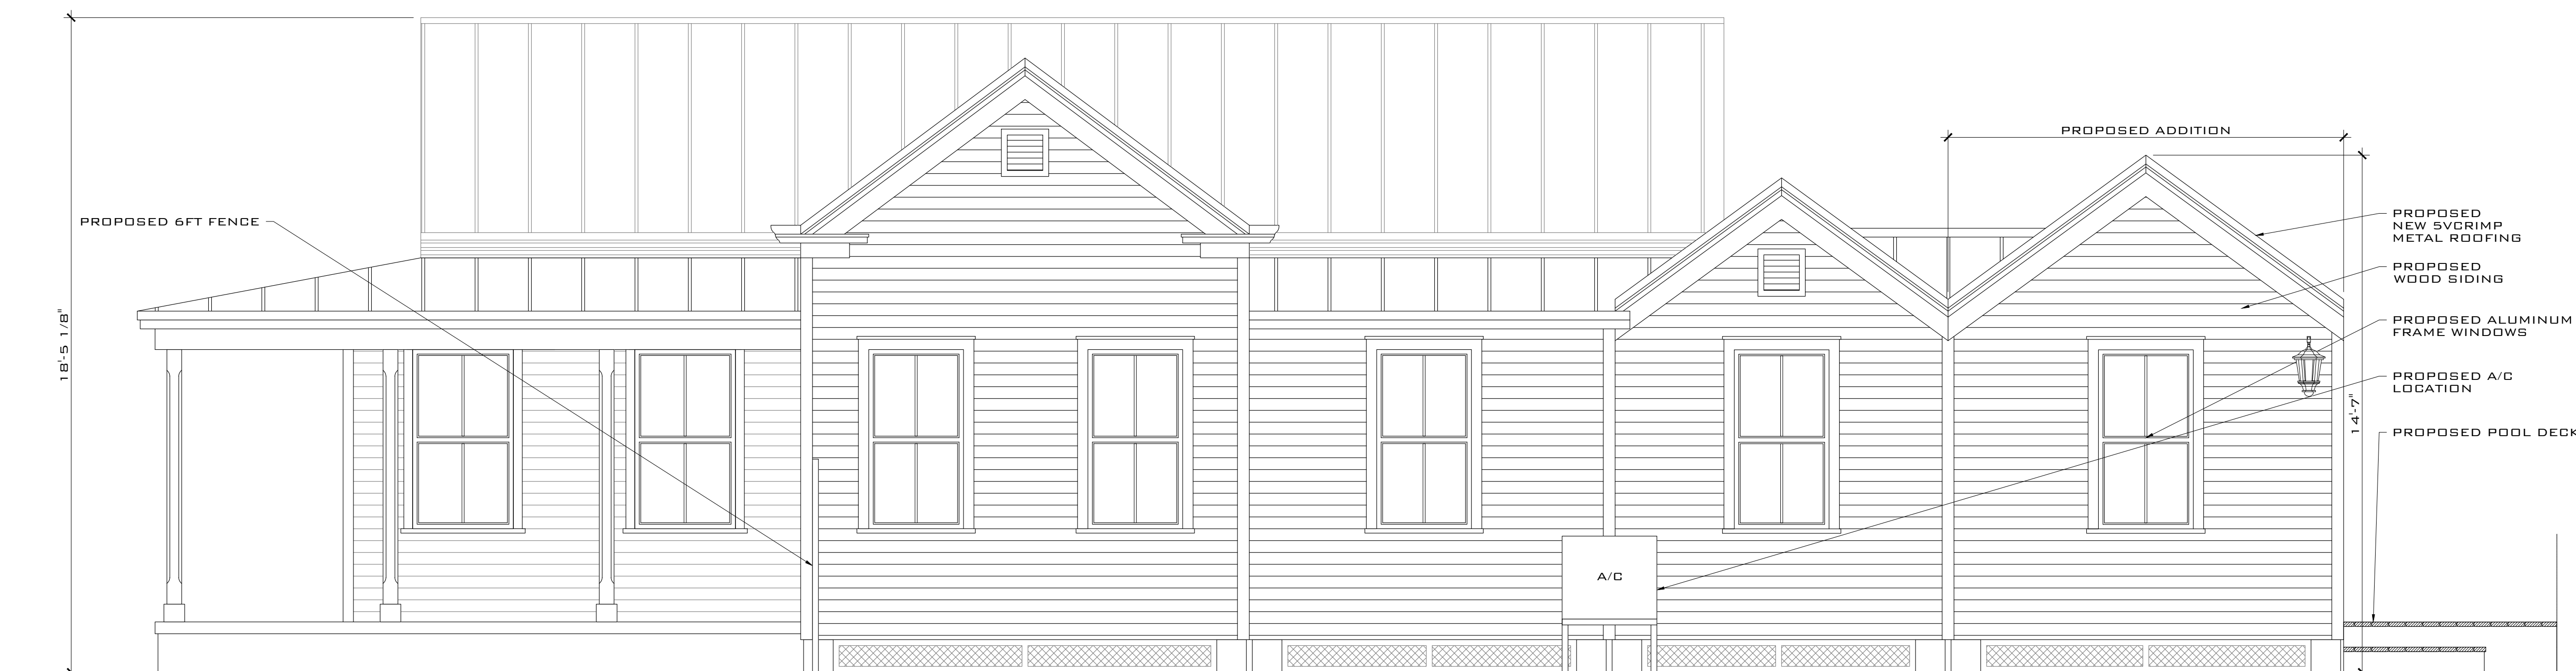 PROPOSED ADDITION
PROPOSED 6FT FENCE
18'-5 1/8"
PROPOSED
NEW 5VCRIMP
METAL ROOFING
PROPOSED
WOOD SIDING
PROPOSED ALUMINUM
FRAME WINDOWS
PROPOSED A/C
LOCATION
14'-7"
PROPOSED POOL DECK
A/C